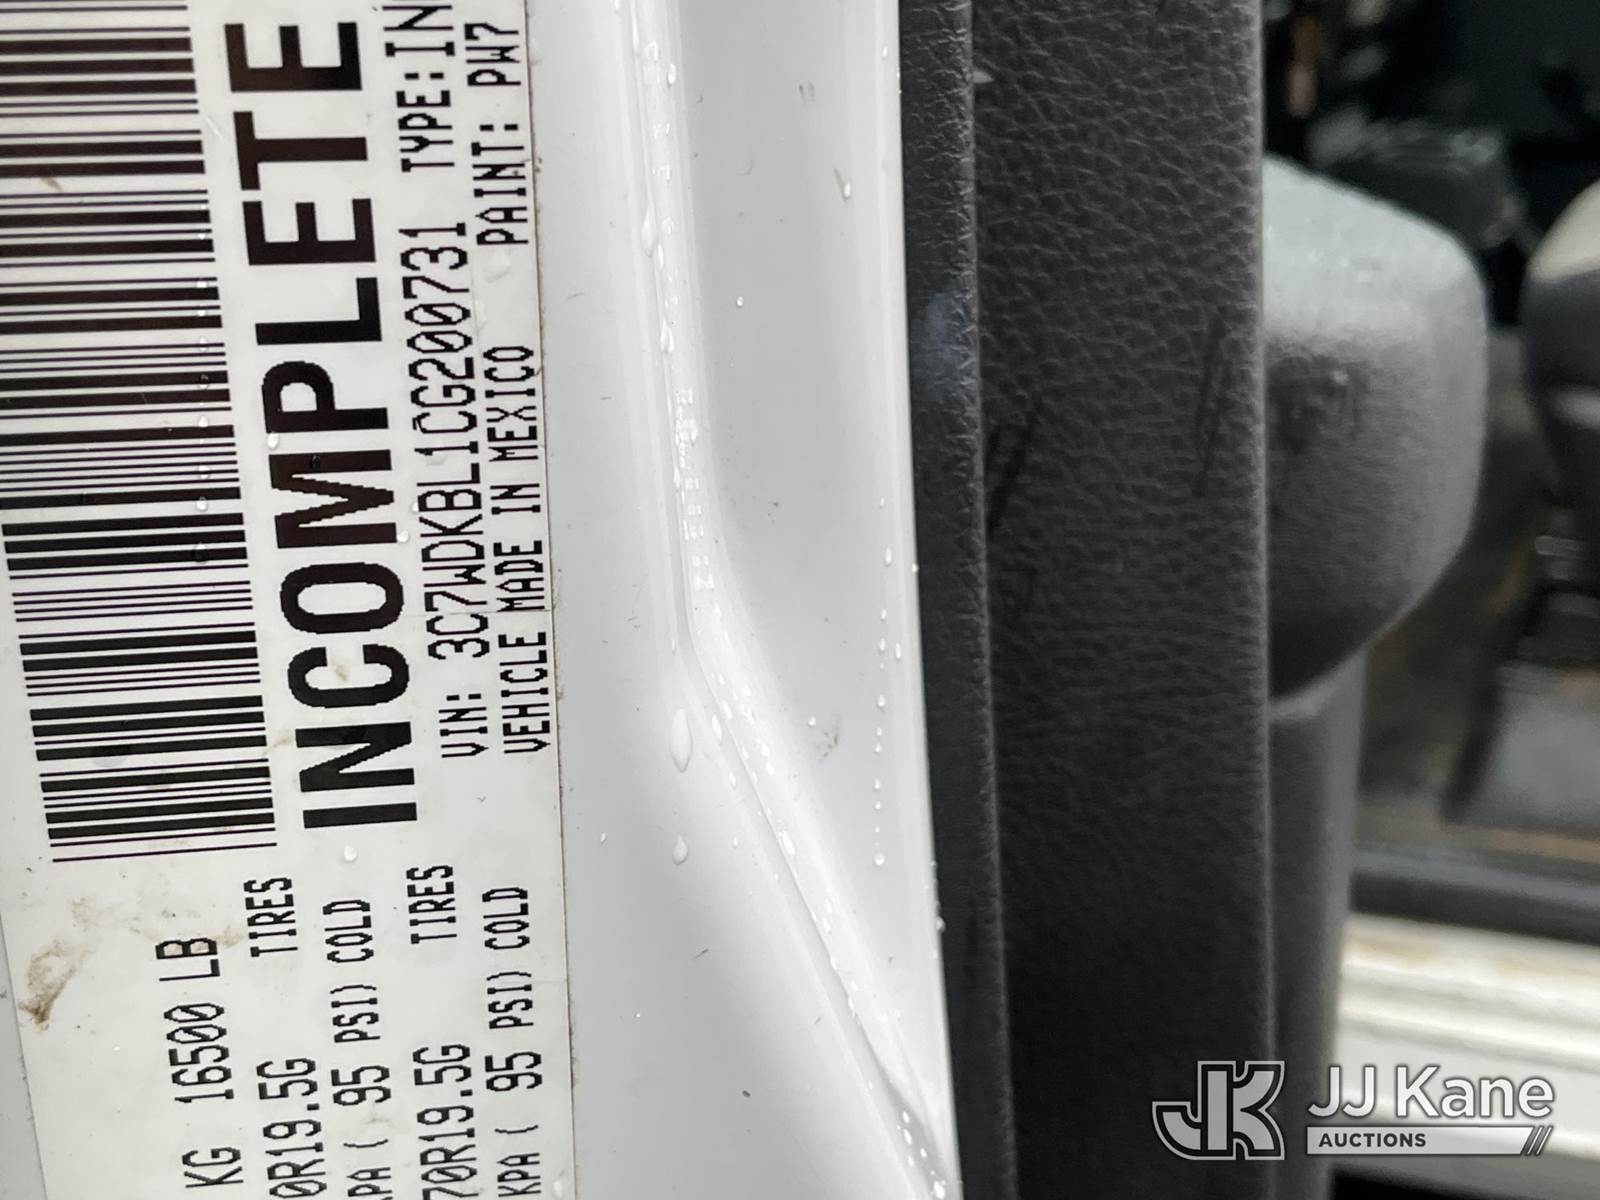 KG 16500 LB
TIRES
0R19.5G
KPA ( 95 PSI) COLD
TIRES
70R19.5G
KPA ( 95 PSI) COLD
INCOMPLETE
VIN: 3C7WDKBL1CG200731 TYPE: IN
VEHICLE MADE IN MEXICO PAINT: PW7
JK JJ Kane
AUCTIONS